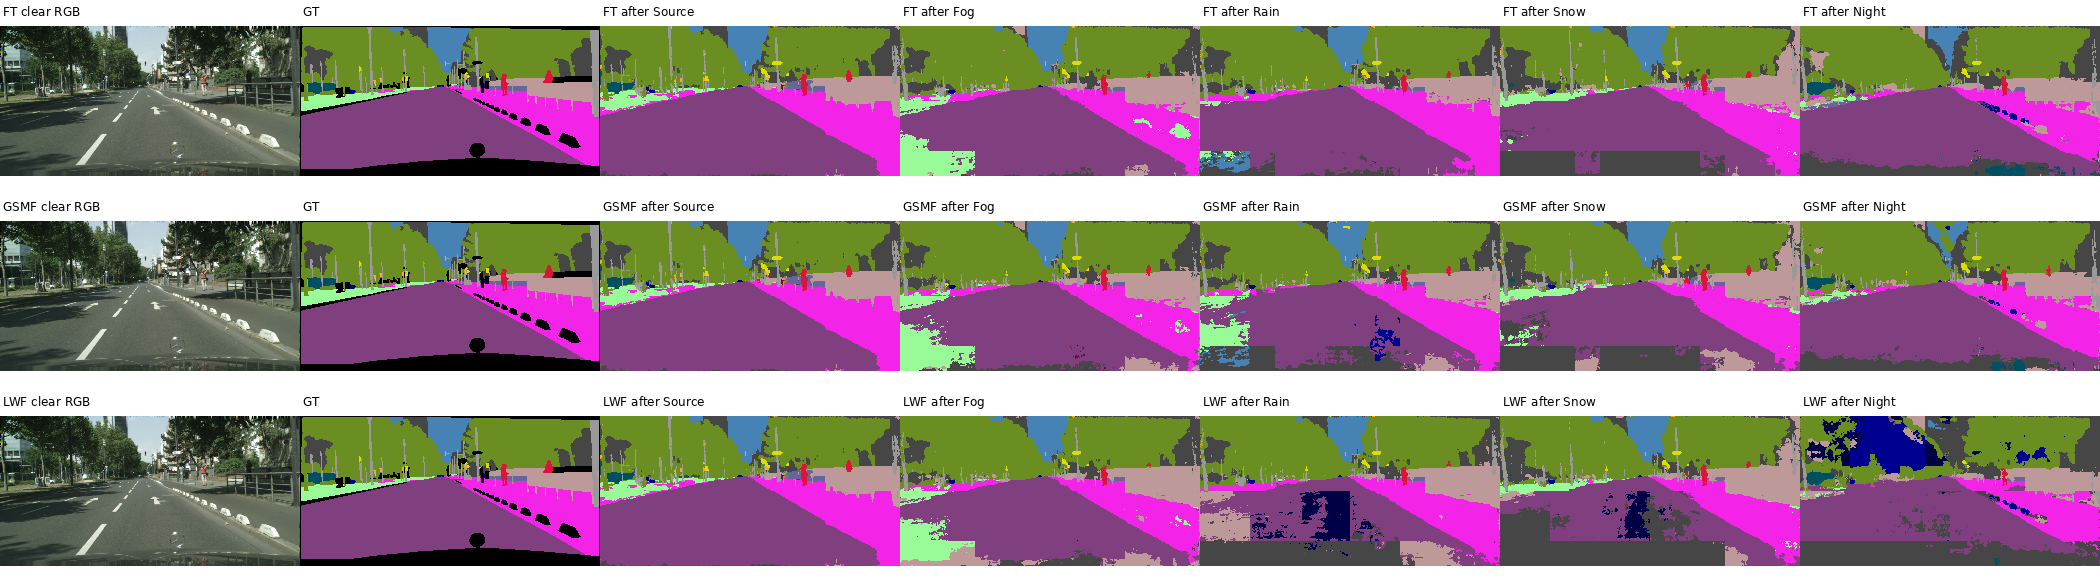 FT clear RGB GT FT after Source FT after Fog FT after Rain FT after Snow FT after Night
GSMF clear RGB GT GSMF after Source GSMF after Fog GSMF after Rain GSMF after Snow GSMF after Night
LWF clear RGB GT LWF after Source LWF after Fog LWF after Rain LWF after Snow LWF after Night